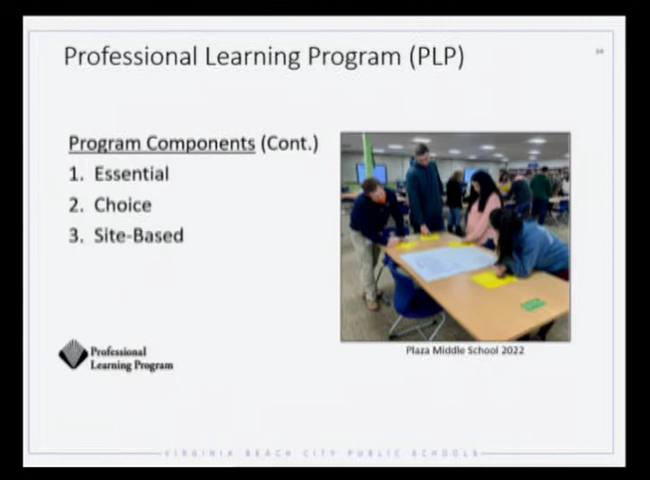 Professional Learning Program (PLP)
Program Components (Cont.)
1. Essential
2. Choice
3. Site-Based
Plaza Middle School 2022
Professional
Learning Program
VIRGINIA BEACH CITY PUBLIC SCHOOLS